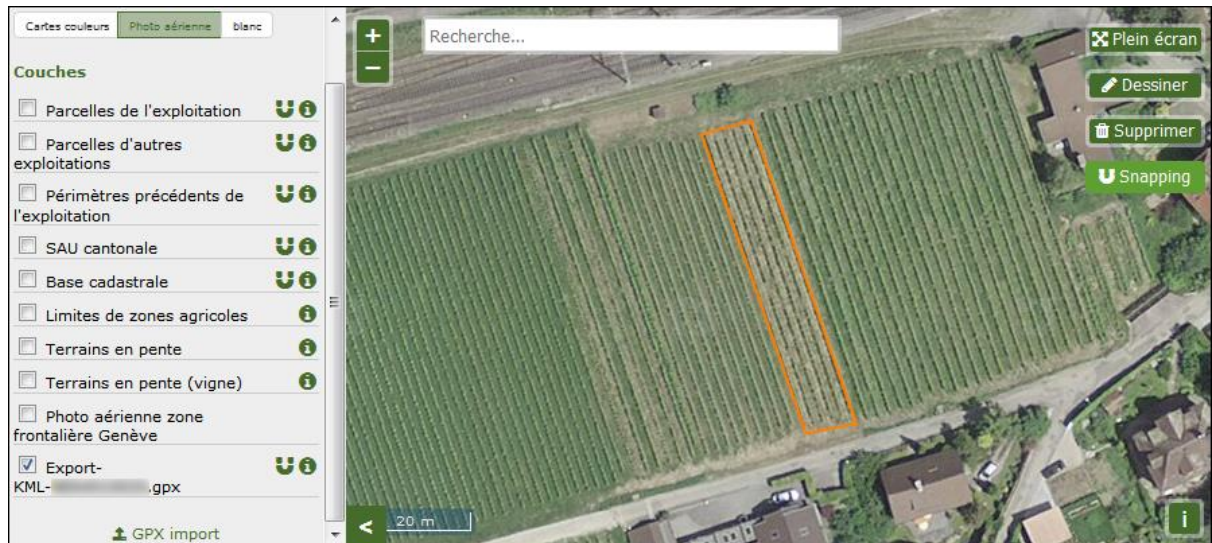 Cartes couleurs Photo aérienne blanc
Couches
Parcelles de l'exploitation
Parcelles d'autres
exploitations
Périmètres précédents de
l'exploitation
SAU cantonale
Base cadastrale
Limites de zones agricoles
Terrains en pente
Terrains en pente (vigne)
Photo aérienne zone
frontalière Genève
Export-
KML- .gpx
GPX import
+
−
Recherche...
Plein écran
Dessiner
Supprimer
Snapping
<
20 m
i